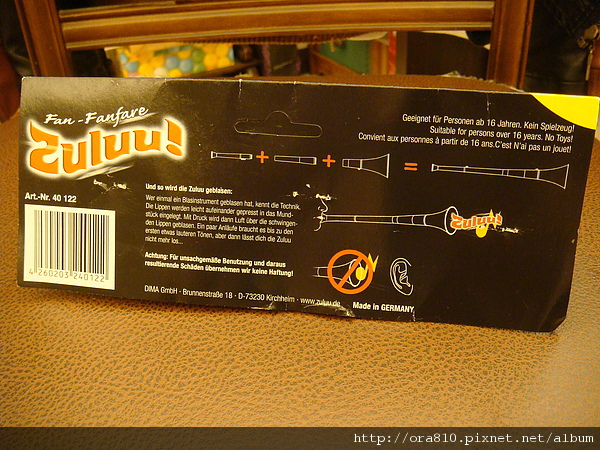 Fan-Fanfare
Zuluu!
Geeignet für Personen ab 16 Jahren. Kein Spielzeug!
Suitable for persons over 16 years. No Toys!
Convient aux personnes à partir de 16 ans.C'est N'ai pas un jouet!
+ + =
Art.-Nr. 40 122
4 260203 240122
Und so wird die Zuluu geblasen:
Wer einmal ein Blasinstrument geblasen hat, kennt die Technik.
Die Lippen werden leicht aufeinander gepresst in das Mund-
stück eingelegt. Mit Druck wird dann Luft über die schwingen-
den Lippen geblasen. Ein paar Anläufe braucht es bis zu den
ersten etwas lauteren Tönen, aber dann lässt dich die Zuluu
nicht mehr los...
Achtung: Für unsachgemäße Benutzung und daraus
resultierende Schäden übernehmen wir keine Haftung!
Zuluu!
DIMA GmbH · Brunnenstraße 18 · D-73230 Kirchheim · www.zuluu.de
Made in GERMANY
http://ora810.pixnet.net/album